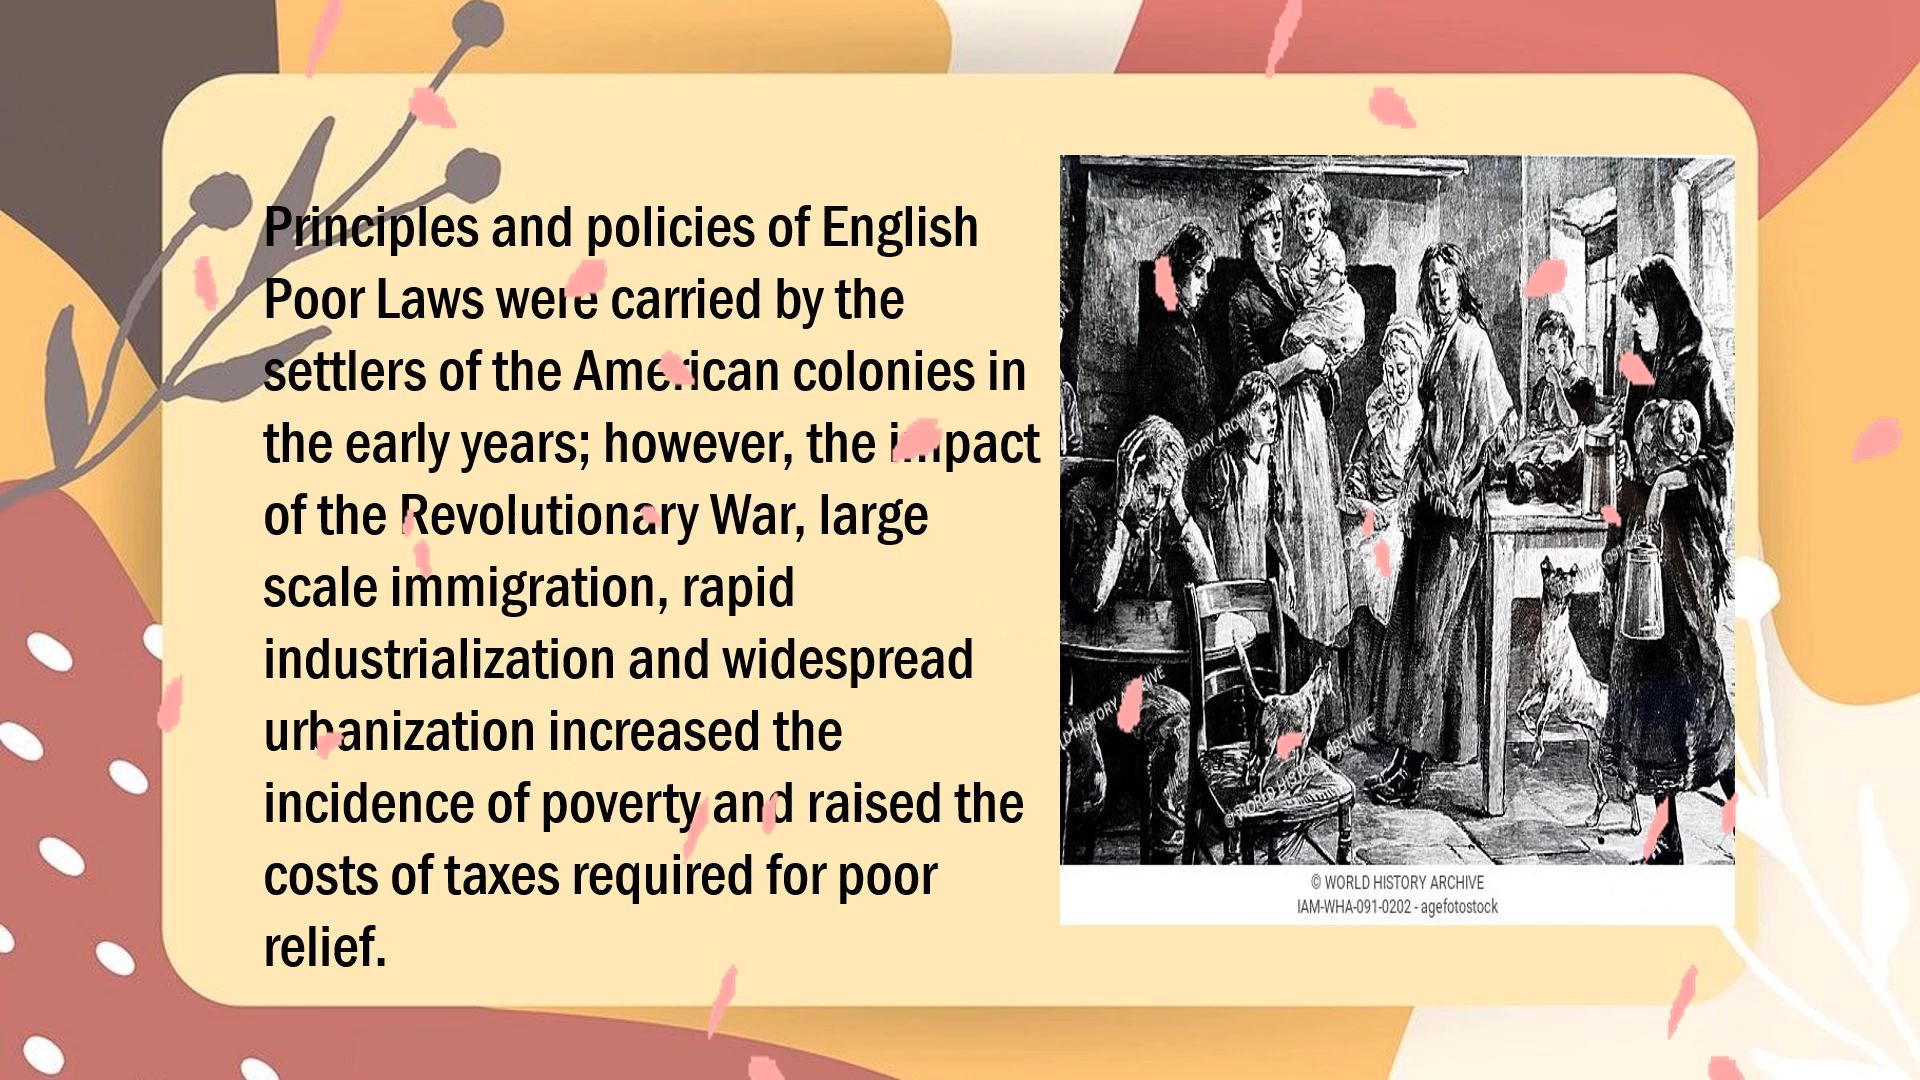 Principles and policies of English
Poor Laws were carried by the
settlers of the American colonies in
the early years; however, the impact
of the Revolutionary War, large
scale immigration, rapid
industrialization and widespread
urbanization increased the
incidence of poverty and raised the
costs of taxes required for poor
relief.
© WORLD HISTORY ARCHIVE
IAM-WHA-091-0202 - agefotostock